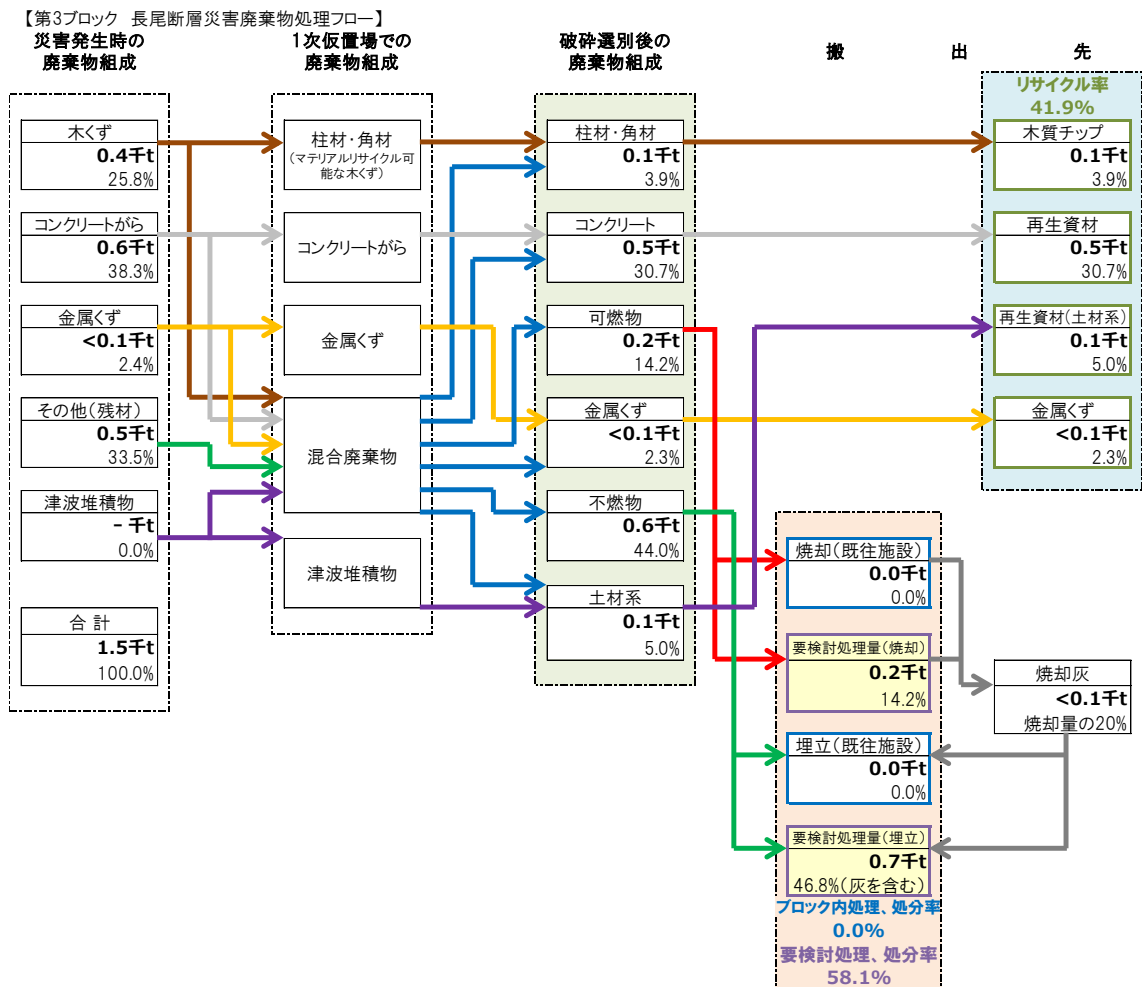 【第3ブロック 長尾断層災害廃棄物処理フロー】
災害発生時の
廃棄物組成
1次仮置場での
廃棄物組成
破砕選別後の
廃棄物組成
搬 出 先
木くず
0.4千t
25.8%
コンクリートがら
0.6千t
38.3%
金属くず
<0.1千t
2.4%
その他(残材)
0.5千t
33.5%
津波堆積物
- 千t
0.0%
合 計
1.5千t
100.0%
柱材・角材
(マテリアルリサイクル可
能な木くず)
コンクリートがら
金属くず
混合廃棄物
津波堆積物
柱材・角材
0.1千t
3.9%
コンクリート
0.5千t
30.7%
可燃物
0.2千t
14.2%
金属くず
<0.1千t
2.3%
不燃物
0.6千t
44.0%
土材系
0.1千t
5.0%
リサイクル率
41.9%
木質チップ
0.1千t
3.9%
再生資材
0.5千t
30.7%
再生資材(土材系)
0.1千t
5.0%
金属くず
<0.1千t
2.3%
焼却(既往施設)
0.0千t
0.0%
要検討処理量(焼却)
0.2千t
14.2%
埋立(既往施設)
0.0千t
0.0%
要検討処理量(埋立)
0.7千t
46.8%(灰を含む)
ブロック内処理、処分率
0.0%
要検討処理、処分率
58.1%
焼却灰
<0.1千t
焼却量の20%